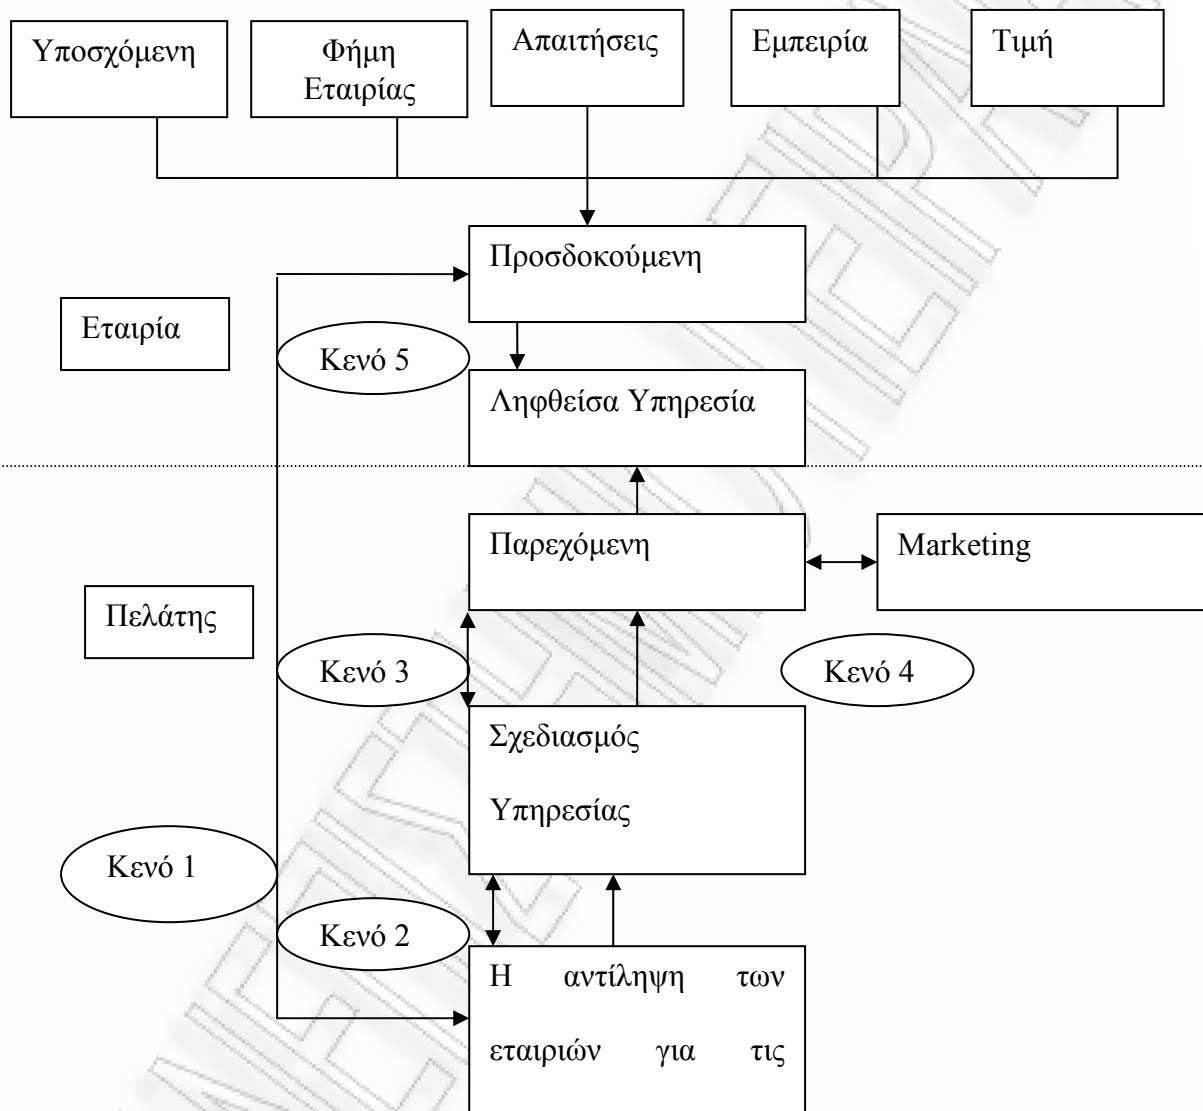 Υποσχόμενη
Φήμη
Εταιρίας
Απαιτήσεις
Εμπειρία
Τιμή
Προσδοκούμενη
Εταιρία
Κενό 5
Ληφθείσα Υπηρεσία
Παρεχόμενη
Marketing
Πελάτης
Κενό 3
Κενό 4
Σχεδιασμός
Υπηρεσίας
Κενό 1
Κενό 2
Η αντίληψη των
εταιριών για τις